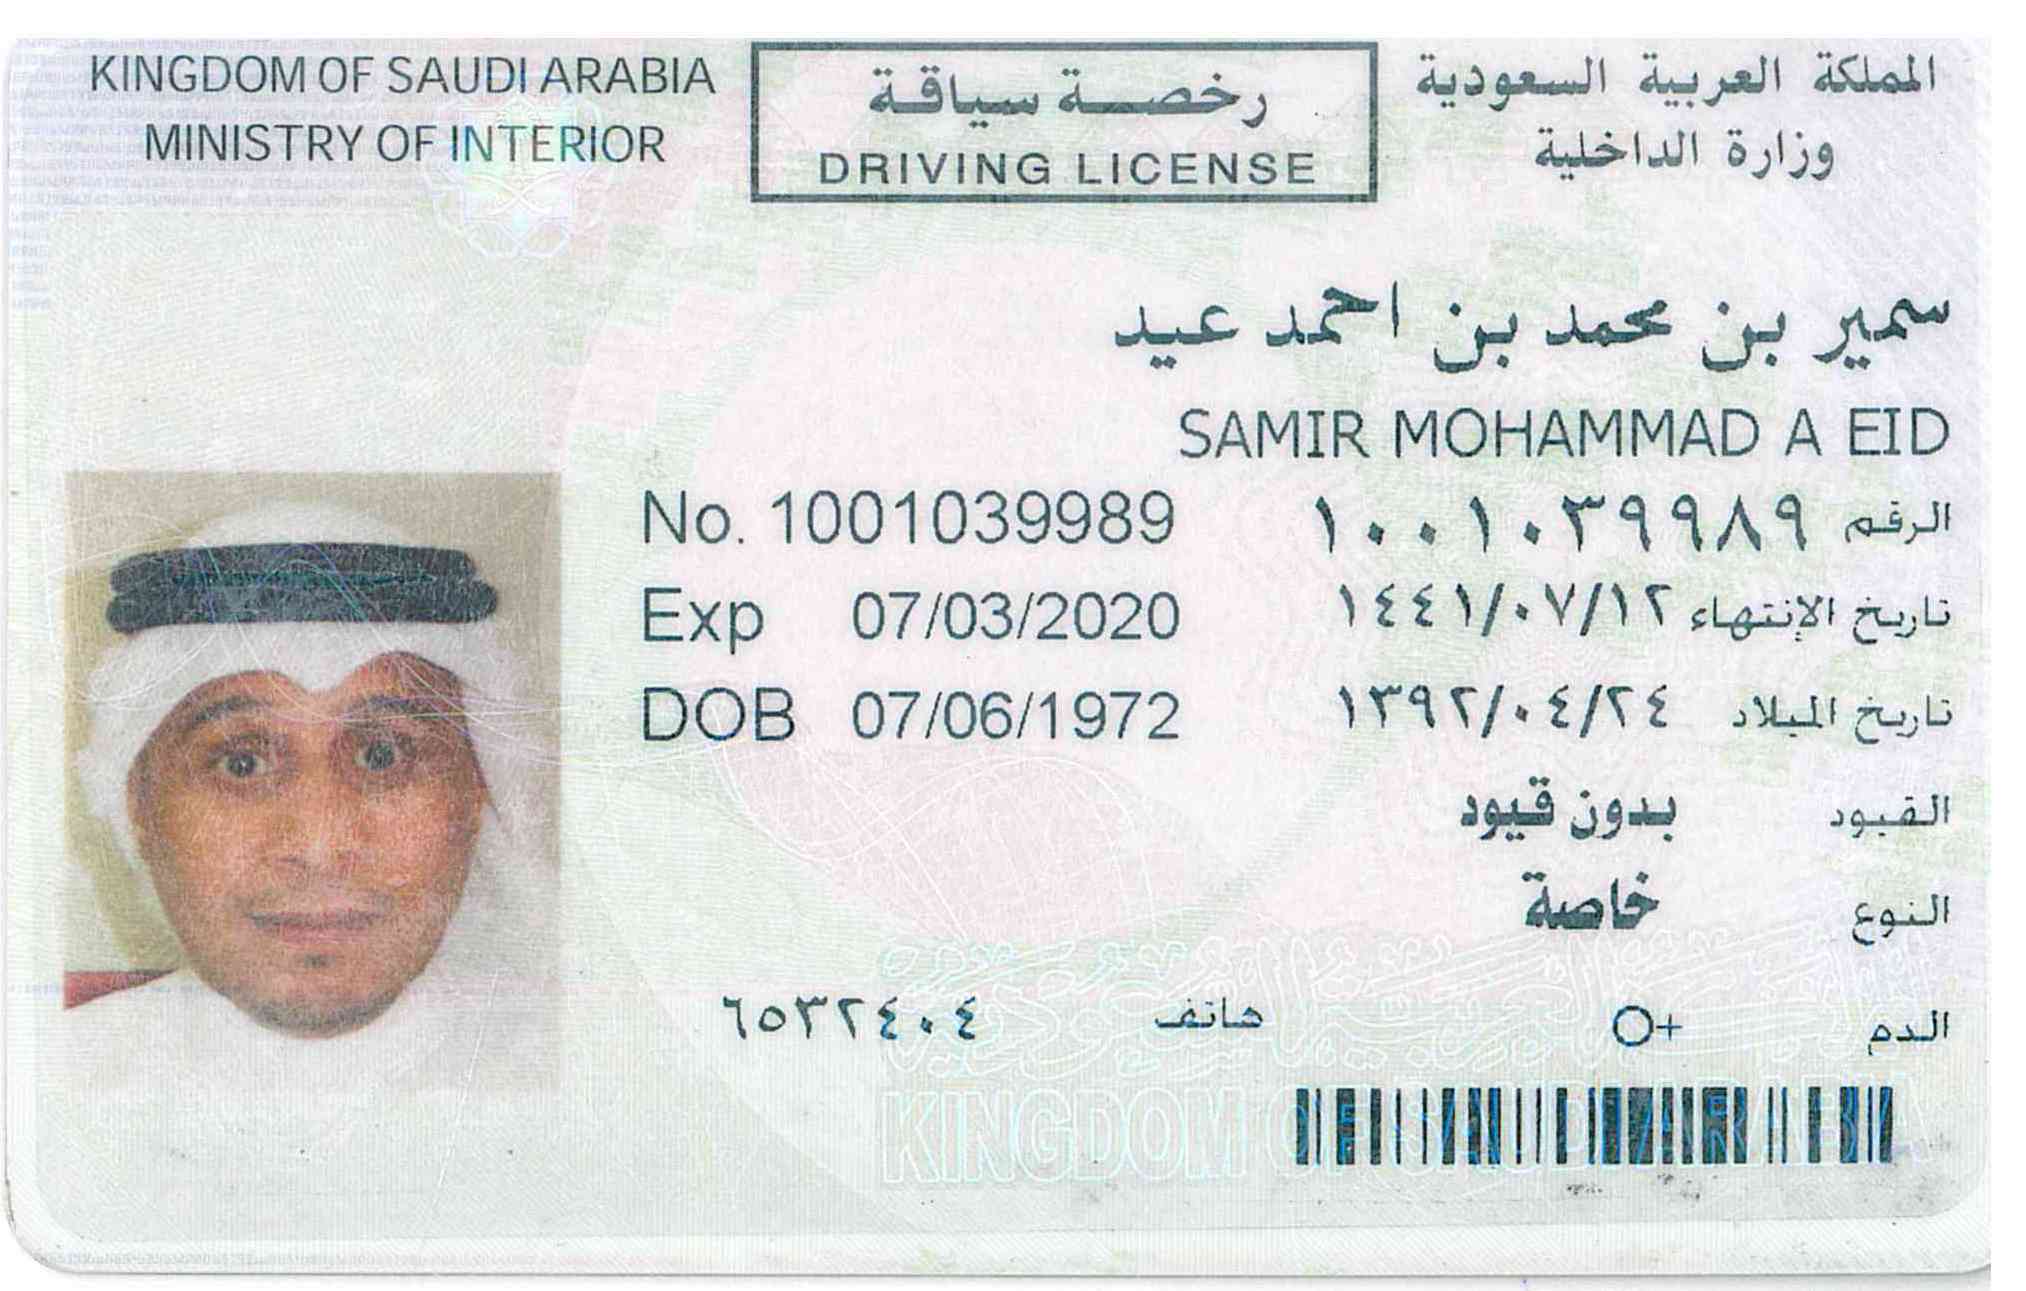 KINGDOM OF SAUDI ARABIA
MINISTRY OF INTERIOR
رخصة سياقة
DRIVING LICENSE
المملكة العربية السعودية
وزارة الداخلية
سمير بن محمد بن احمد عيد
SAMIR MOHAMMAD A EID
No. 1001039989 الرقم ١٠٠١٠٣٩٩٨٩
Exp 07/03/2020 تاريخ الإنتهاء ١٤٤١/٠٧/١٢
DOB 07/06/1972 تاريخ الميلاد ١٣٩٢/٠٤/٢٤
القيود بدون قيود
النوع خاصة
الدم O+ هاتف ٦٥٣٢٤٠٤
KINGDOM OF SAUDI ARABIA